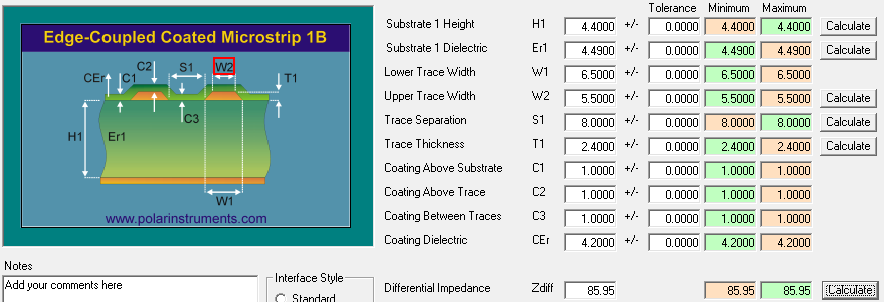 Tolerance Minimum Maximum
Edge-Coupled Coated Microstrip 1B
CEr C1 C2 S1 W2 T1
C3
H1 Er1
W1
www.polarinstruments.com
Substrate 1 Height H1 4.4000 +/- 0.0000 4.4000 4.4000 Calculate
Substrate 1 Dielectric Er1 4.4900 +/- 0.0000 4.4900 4.4900 Calculate
Lower Trace Width W1 6.5000 +/- 0.0000 6.5000 6.5000
Upper Trace Width W2 5.5000 +/- 0.0000 5.5000 5.5000 Calculate
Trace Separation S1 8.0000 +/- 0.0000 8.0000 8.0000 Calculate
Trace Thickness T1 2.4000 +/- 0.0000 2.4000 2.4000 Calculate
Coating Above Substrate C1 1.0000 +/- 0.0000 1.0000 1.0000
Coating Above Trace C2 1.0000 +/- 0.0000 1.0000 1.0000
Coating Between Traces C3 1.0000 +/- 0.0000 1.0000 1.0000
Coating Dielectric CEr 4.2000 +/- 0.0000 4.2000 4.2000
Notes
Add your comments here
Interface Style
Standard
Differential Impedance Zdiff 85.95 85.95 85.95 Calculate